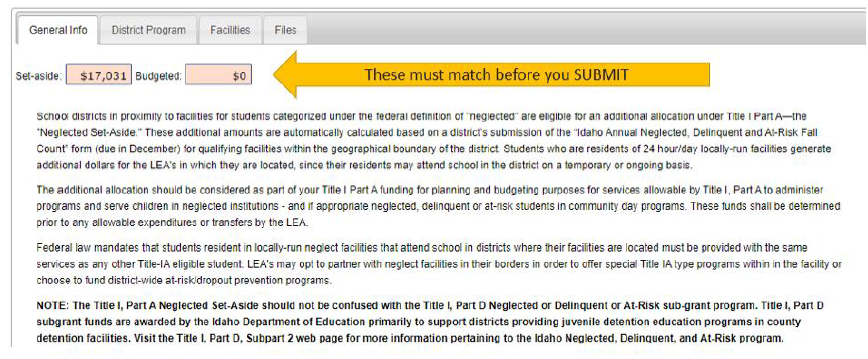 General Info District Program Facilities Files
Set-aside: $17,031 Budgeted: $0 These must match before you SUBMIT
School districts in proximity to facilities for students categorized under the federal definition of "neglected" are eligible for an additional allocation under Title I Part A—the
"Neglected Set-Aside." These additional amounts are automatically calculated based on a district's submission of the "Idaho Annual Neglected, Delinquent and At-Risk Fall
Count" form (due in December) for qualifying facilities within the geographical boundary of the district. Students who are residents of 24 hour/day locally-run facilities generate
additional dollars for the LEA's in which they are located, since their residents may attend school in the district on a temporary or ongoing basis.
The additional allocation should be considered as part of your Title I Part A funding for planning and budgeting purposes for services allowable by Title I, Part A to administer
programs and serve children in neglected institutions - and if appropriate neglected, delinquent or at-risk students in community day programs. These funds shall be determined
prior to any allowable expenditures or transfers by the LEA.
Federal law mandates that students resident in locally-run neglect facilities that attend school in districts where their facilities are located must be provided with the same
services as any other Title-IA eligible student. LEA's may opt to partner with neglect facilities in their borders in order to offer special Title IA type programs within in the facility or
choose to fund district-wide at-risk/dropout prevention programs.
NOTE: The Title I, Part A Neglected Set-Aside should not be confused with the Title I, Part D Neglected or Delinquent or At-Risk sub-grant program. Title I, Part D
subgrant funds are awarded by the Idaho Department of Education primarily to support districts providing juvenile detention education programs in county
detention facilities. Visit the Title I, Part D, Subpart 2 web page for more information pertaining to the Idaho Neglected, Delinquent, and At-Risk program.